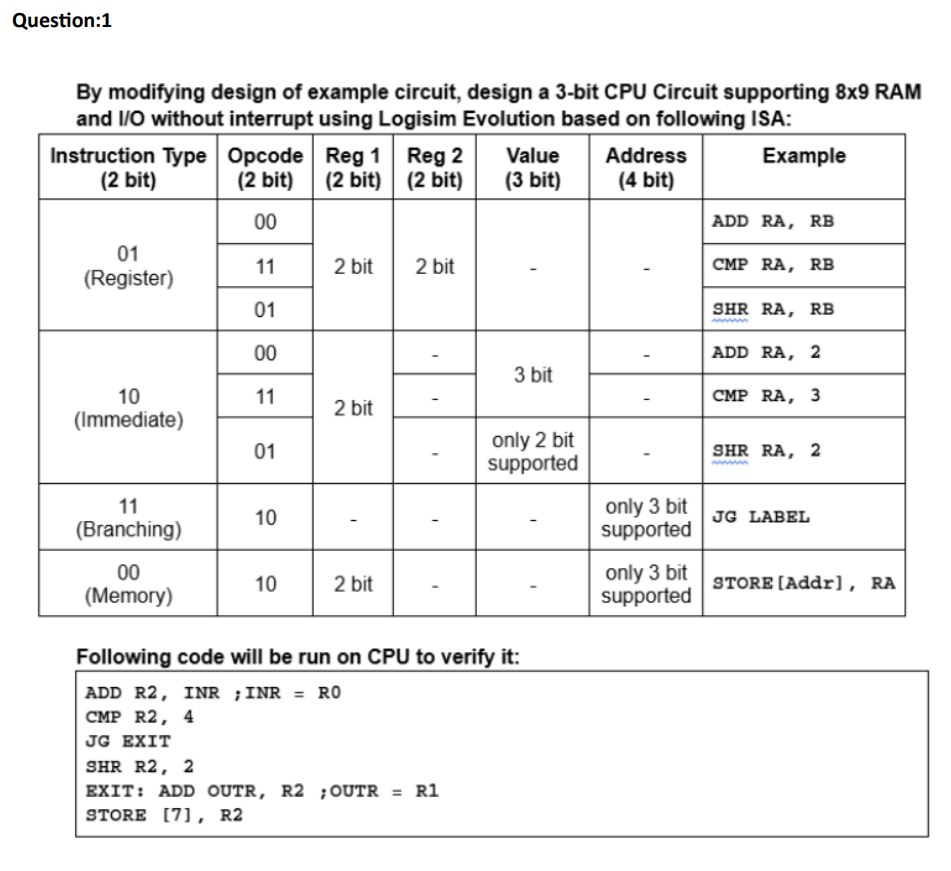 Question:1
By modifying design of example circuit, design a 3-bit CPU Circuit supporting 8x9 RAM
and I/O without interrupt using Logisim Evolution based on following ISA:
Instruction Type (2 bit) Opcode (2 bit) Reg 1 (2 bit) Reg 2 (2 bit) Value (3 bit) Address (4 bit) Example
01 (Register) 00 2 bit 2 bit - - ADD RA, RB
11 CMP RA, RB
01 SHR RA, RB
10 (Immediate) 00 2 bit - 3 bit - ADD RA, 2
11 - - CMP RA, 3
01 - only 2 bit supported - SHR RA, 2
11 (Branching) 10 - - - only 3 bit supported JG LABEL
00 (Memory) 10 2 bit - - only 3 bit supported STORE[Addr], RA
Following code will be run on CPU to verify it:
ADD R2, INR ;INR = R0
CMP R2, 4
JG EXIT
SHR R2, 2
EXIT: ADD OUTR, R2 ;OUTR = R1
STORE [7], R2